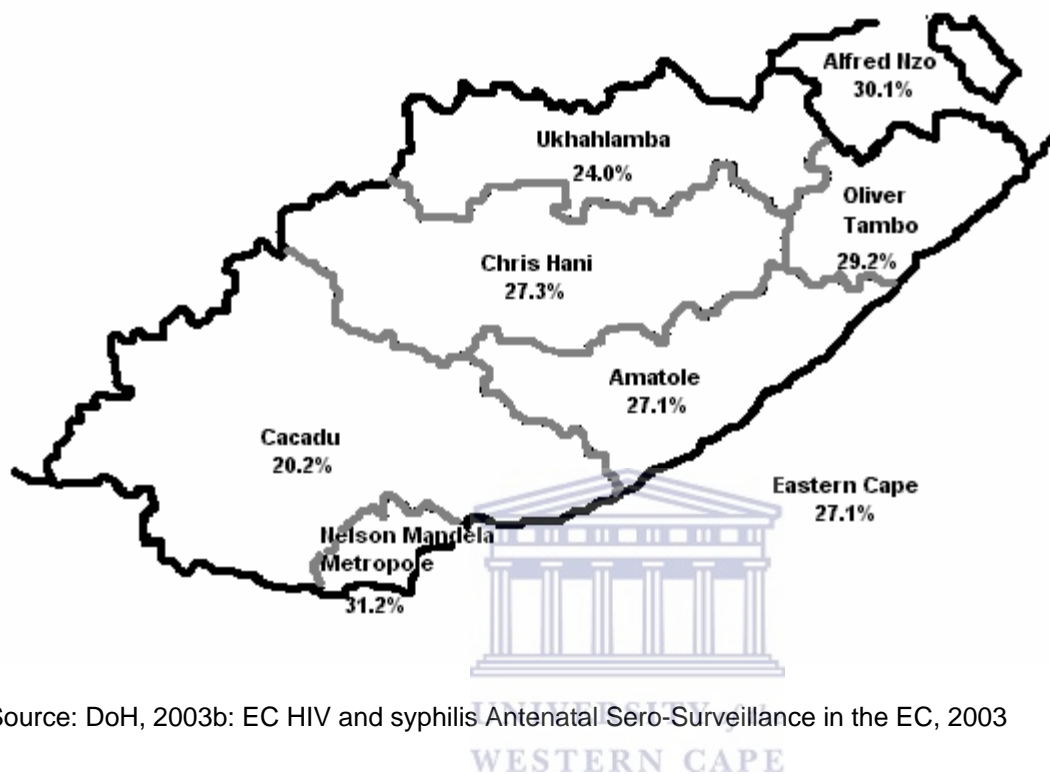 Alfred Nzo
30.1%
Ukhahlamba
24.0%
Oliver
Tambo
29.2%
Chris Hani
27.3%
Amatole
27.1%
Cacadu
20.2%
Eastern Cape
27.1%
Nelson Mandela
Metropole
31.2%
Source: DoH, 2003b: EC HIV and syphilis Antenatal Sero-Surveillance in the EC, 2003
UNIVERSITY of the
WESTERN CAPE